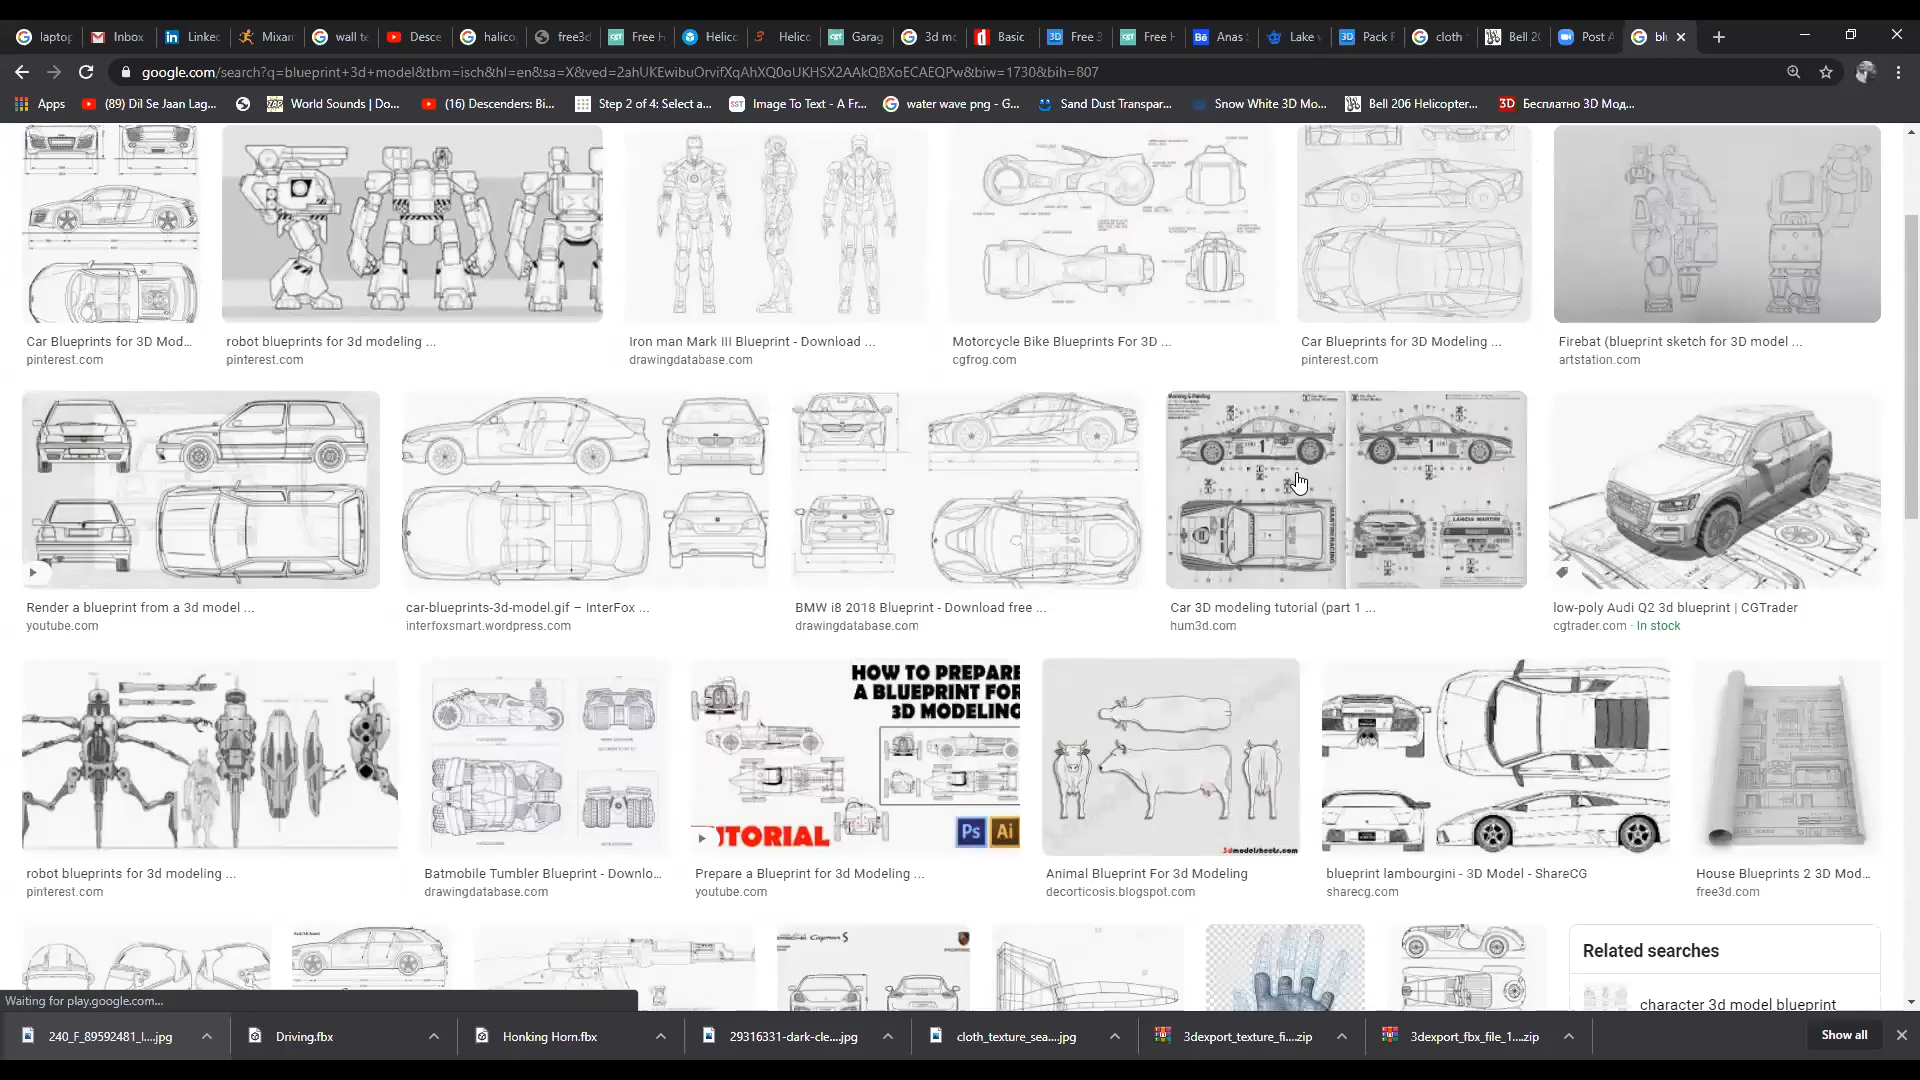 laptop
Inbox
Linke
Mixam
wall te
Desce
halico
free3d
Free H
Helico
Helico
Garag
3d mo
Basic
Free 3
Free H
Anas
Lake v
Pack F
cloth
Bell 20
Post A
blu
google.com/search?q=blueprint+3d+model&tbm=isch&hl=en&sa=X&ved=2ahUKEwibuOrvifXqAhXQ0oUKHSX2AAkQBXoECAEQPw&biw=1730&bih=807
Apps
(89) Dil Se Jaan Lag...
World Sounds | Do...
(16) Descenders: Bi...
Step 2 of 4: Select a...
Image To Text - A Fr...
water wave png - G...
Sand Dust Transpar...
Snow White 3D Mo...
Bell 206 Helicopter...
Бесплатно 3D Мод...
Car Blueprints for 3D Mod...
pinterest.com
robot blueprints for 3d modeling ...
pinterest.com
Iron man Mark III Blueprint - Download ...
drawingdatabase.com
Motorcycle Bike Blueprints For 3D ...
cgfrog.com
Car Blueprints for 3D Modeling ...
pinterest.com
Firebat (blueprint sketch for 3D model ...
artstation.com
Render a blueprint from a 3d model ...
youtube.com
car-blueprints-3d-model.gif – InterFox ...
interfoxsmart.wordpress.com
BMW i8 2018 Blueprint - Download free ...
drawingdatabase.com
Car 3D modeling tutorial (part 1 ...
hum3d.com
low-poly Audi Q2 3d blueprint | CGTrader
cgtrader.com · In stock
HOW TO PREPARE
A BLUEPRINT FOR
3D MODELING
TORIAL
Ps
Ai
3dmodelsheets.com
robot blueprints for 3d modeling ...
pinterest.com
Batmobile Tumbler Blueprint - Downlo...
drawingdatabase.com
Prepare a Blueprint for 3d Modeling ...
youtube.com
Animal Blueprint For 3d Modeling
decorticosis.blogspot.com
blueprint lambourgini - 3D Model - ShareCG
sharecg.com
House Blueprints 2 3D Mod...
free3d.com
Cayman S
Related searches
character 3d model blueprint
Waiting for play.google.com...
240_F_89592481_I....jpg
Driving.fbx
Honking Horn.fbx
29316331-dark-cle....jpg
cloth_texture_sea....jpg
3dexport_texture_fi....zip
3dexport_fbx_file_1....zip
Show all